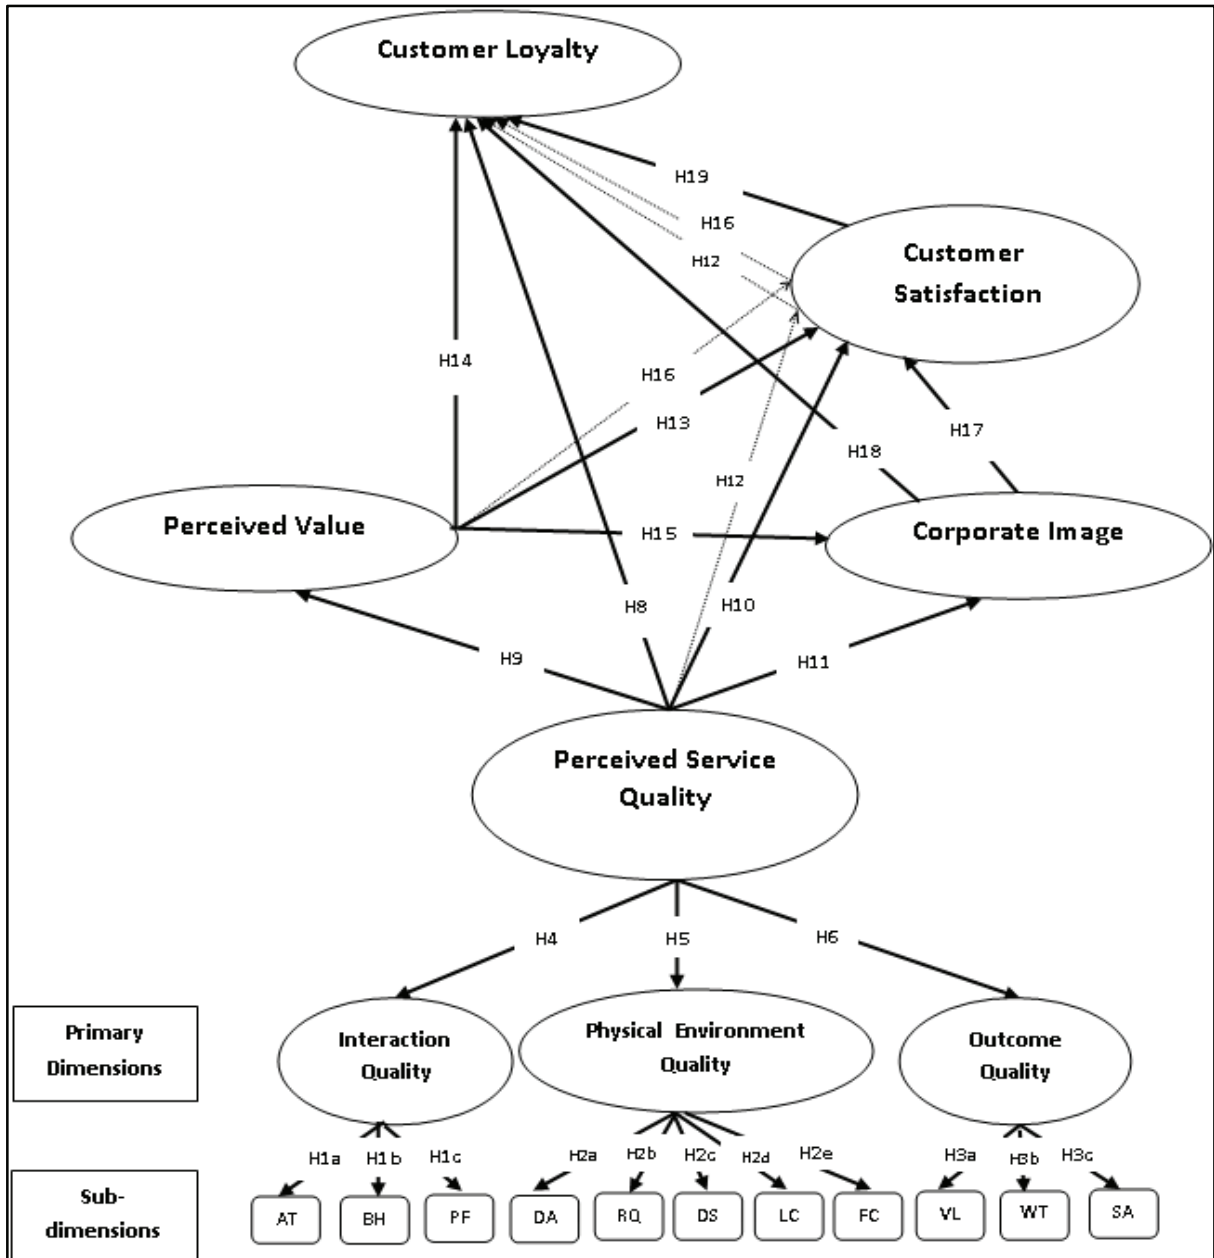 Customer Loyalty
H19
H16
Customer
Satisfaction
H12
H14
H16
H13
H17
H18
H12
Perceived Value
H15
Corporate Image
H8
H10
H9
H11
Perceived Service
Quality
H4
H5
H6
Primary
Dimensions
Interaction
Quality
Physical Environment
Quality
Outcome
Quality
H1a
H1b
H1c
H2a
H2b
H2c
H2d
H2e
H3a
H3b
H3c
Sub-
dimensions
AT
BH
PF
DA
RQ
DS
LC
FC
VL
WT
SA